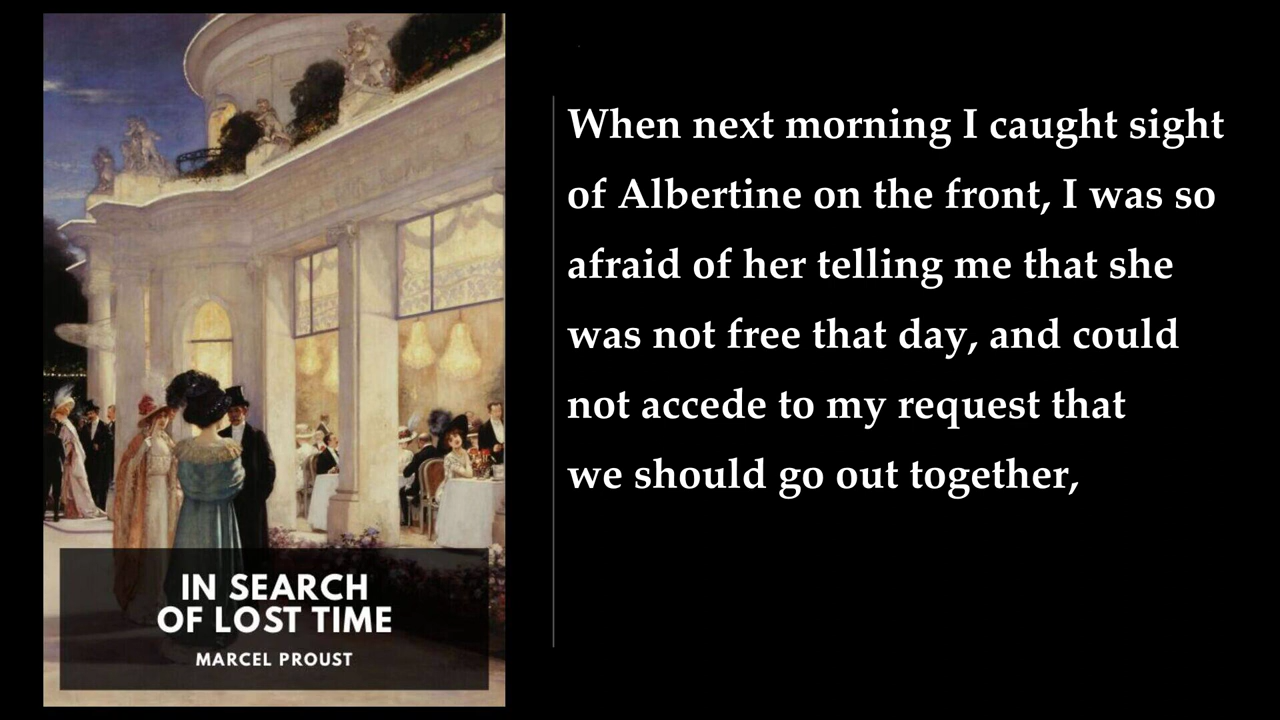 When next morning I caught sight
of Albertine on the front, I was so
afraid of her telling me that she
was not free that day, and could
not accede to my request that
we should go out together,
IN SEARCH
OF LOST TIME
MARCEL PROUST